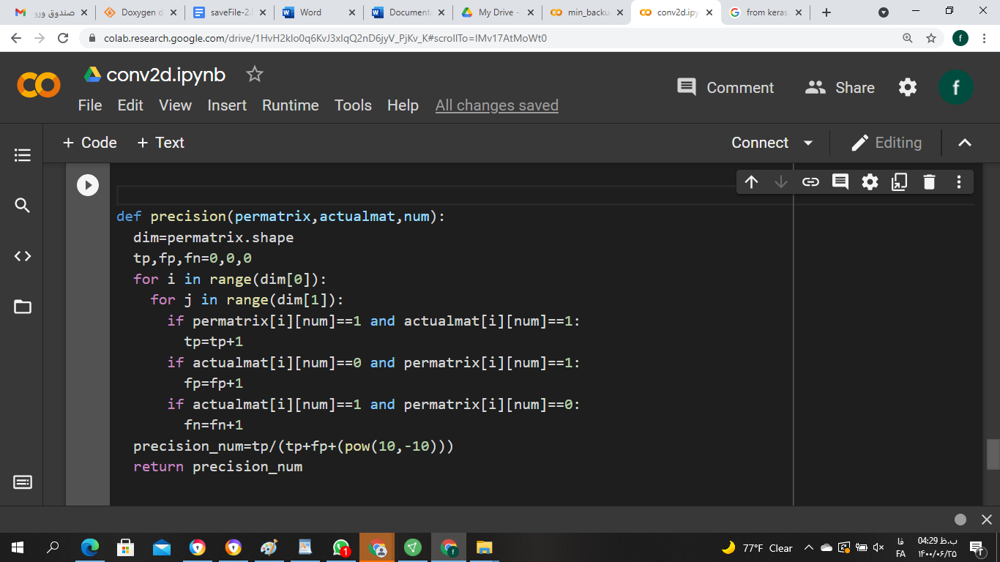 صندوق ورو
Doxygen d
saveFile-2.
Word
Documenta
My Drive -
min_backu
conv2d.ipy
from keras
colab.research.google.com/drive/1HvH2klo0q6KvJ3xIqQ2nD6jyV_PjKv_K#scrollTo=IMv17AtMoWt0
f
conv2d.ipynb
Comment
Share
f
File Edit View Insert Runtime Tools Help All changes saved
+ Code + Text
Connect
Editing
def precision(permatrix,actualmat,num):
dim=permatrix.shape
tp,fp,fn=0,0,0
for i in range(dim[0]):
for j in range(dim[1]):
if permatrix[i][num]==1 and actualmat[i][num]==1:
tp=tp+1
if actualmat[i][num]==0 and permatrix[i][num]==1:
fp=fp+1
if actualmat[i][num]==1 and permatrix[i][num]==0:
fn=fn+1
precision_num=tp/(tp+fp+(pow(10,-10)))
return precision_num
1
f
77°F Clear
فا
FA
04:29 ب.ظ
۱۴۰۰/۰۶/۲۵
۲